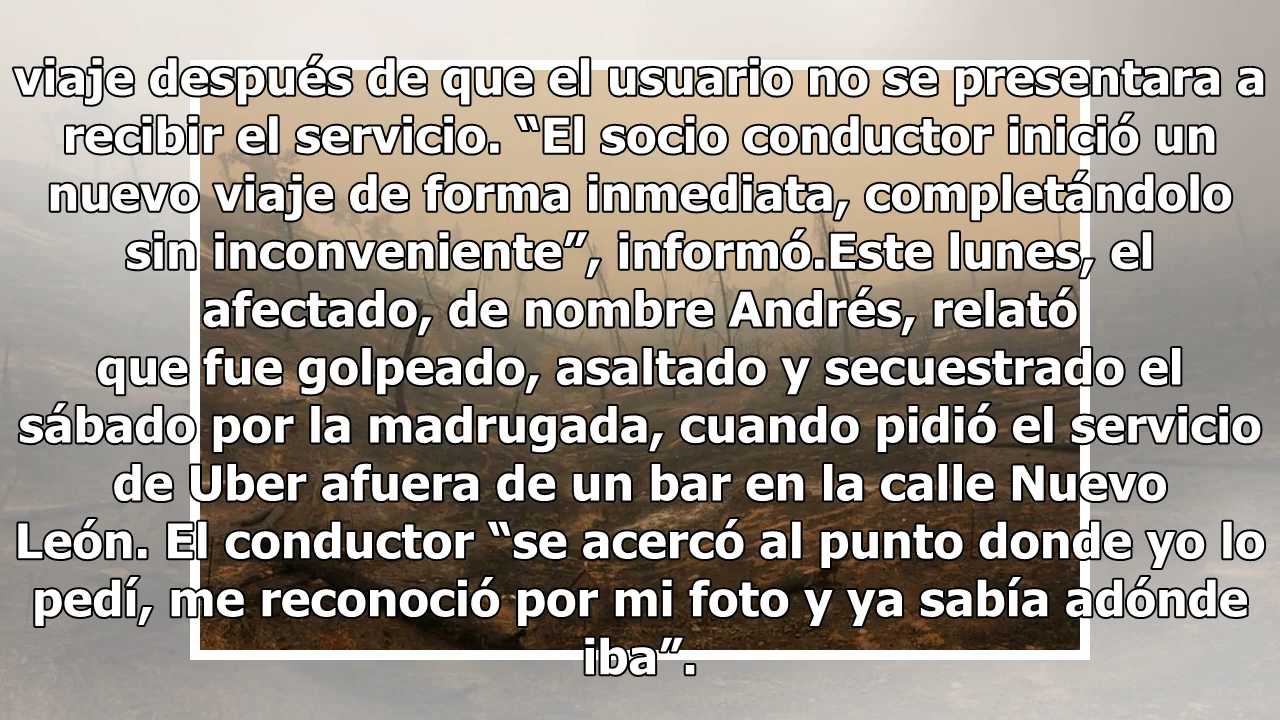 viaje después de que el usuario no se presentara a
recibir el servicio. “El socio conductor inició un
nuevo viaje de forma inmediata, completándolo
sin inconveniente”, informó.Este lunes, el
afectado, de nombre Andrés, relató
que fue golpeado, asaltado y secuestrado el
sábado por la madrugada, cuando pidió el servicio
de Uber afuera de un bar en la calle Nuevo
León. El conductor “se acercó al punto donde yo lo
pedí, me reconoció por mi foto y ya sabía adónde
iba”.